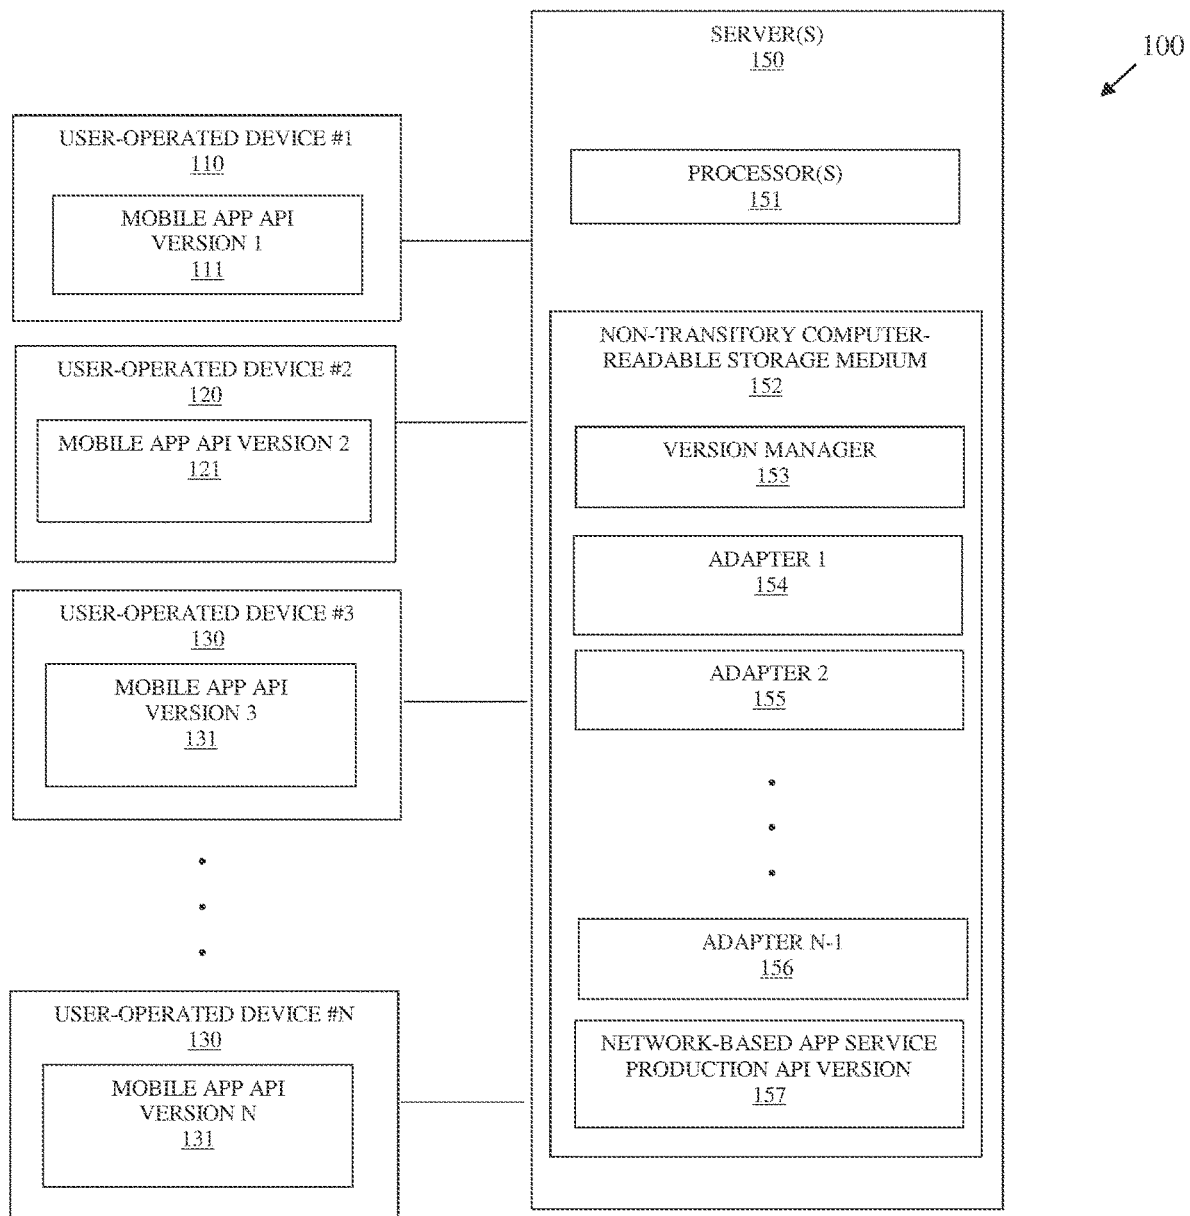 100
USER-OPERATED DEVICE #1
110
MOBILE APP API
VERSION 1
111
USER-OPERATED DEVICE #2
120
MOBILE APP API VERSION 2
121
USER-OPERATED DEVICE #3
130
MOBILE APP API
VERSION 3
131
USER-OPERATED DEVICE #N
130
MOBILE APP API
VERSION N
131
SERVER(S)
150
PROCESSOR(S)
151
NON-TRANSITORY COMPUTER-
READABLE STORAGE MEDIUM
152
VERSION MANAGER
153
ADAPTER 1
154
ADAPTER 2
155
ADAPTER N-1
156
NETWORK-BASED APP SERVICE
PRODUCTION API VERSION
157